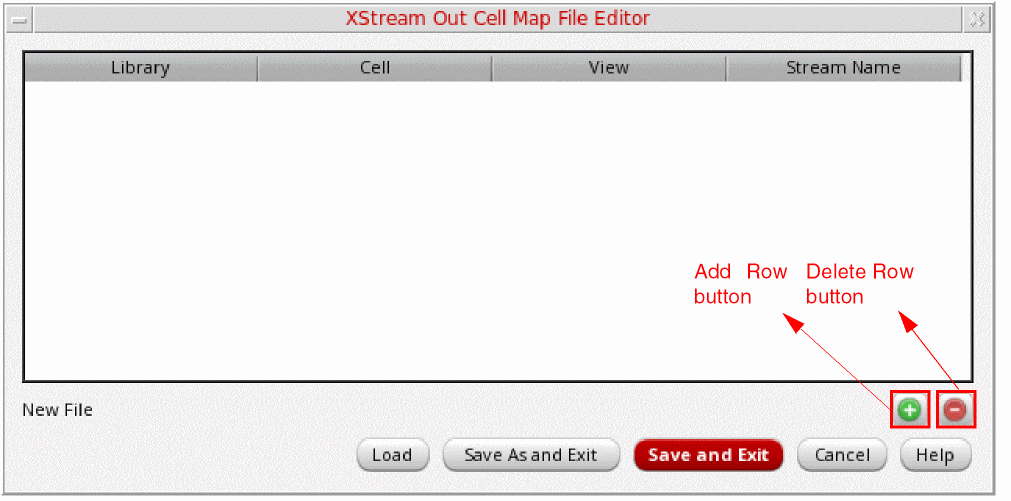 XStream Out Cell Map File Editor
Library Cell View Stream Name
Add Row button
Delete Row button
New File
Load Save As and Exit Save and Exit Cancel Help